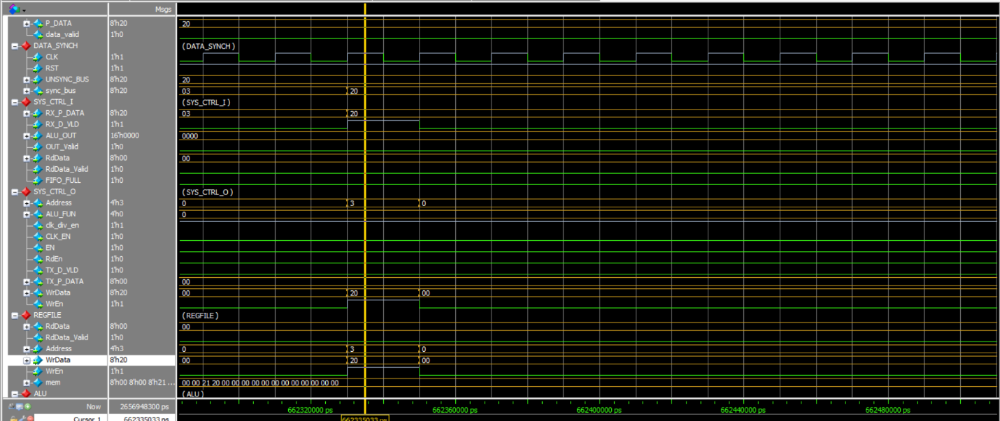 Msgs
P_DATA 8'h20 20
data_valid 1'h0
DATA_SYNCH (DATA_SYNCH)
CLK 1'h1
RST 1'h1
UNSYNC_BUS 8'h20 20
sync_bus 8'h20 03 20
SYS_CTRL_I (SYS_CTRL_I)
RX_P_DATA 8'h20 03 20
RX_D_VLD 1'h1
ALU_OUT 16'h0000 0000
OUT_Valid 1'h0
RdData 8'h00 00
RdData_Valid 1'h0
FIFO_FULL 1'h0
SYS_CTRL_O (SYS_CTRL_O)
Address 4'h3 0 3 0
ALU_FUN 4'h0 0
clk_div_en 1'h1
CLK_EN 1'h0
EN 1'h0
RdEn 1'h0
TX_D_VLD 1'h0
TX_P_DATA 8'h00 00
WrData 8'h20 00 20 00
WrEn 1'h1
REGFILE (REGFILE)
RdData 8'h00 00
RdData_Valid 1'h0
Address 4'h3 0 3 0
WrData 8'h20 00 20 00
WrEn 1'h1
mem 8'h00 8'h00 8'h21 ... 00 00 21 20 00 00 00 00 00 00 00 00 00 00 00 00
ALU (ALU)
Now 2656948300 ps 662320000 ps 662360000 ps 662400000 ps 662440000 ps 662480000 ps
Cursor 1 662335033 ps 662335033 ps